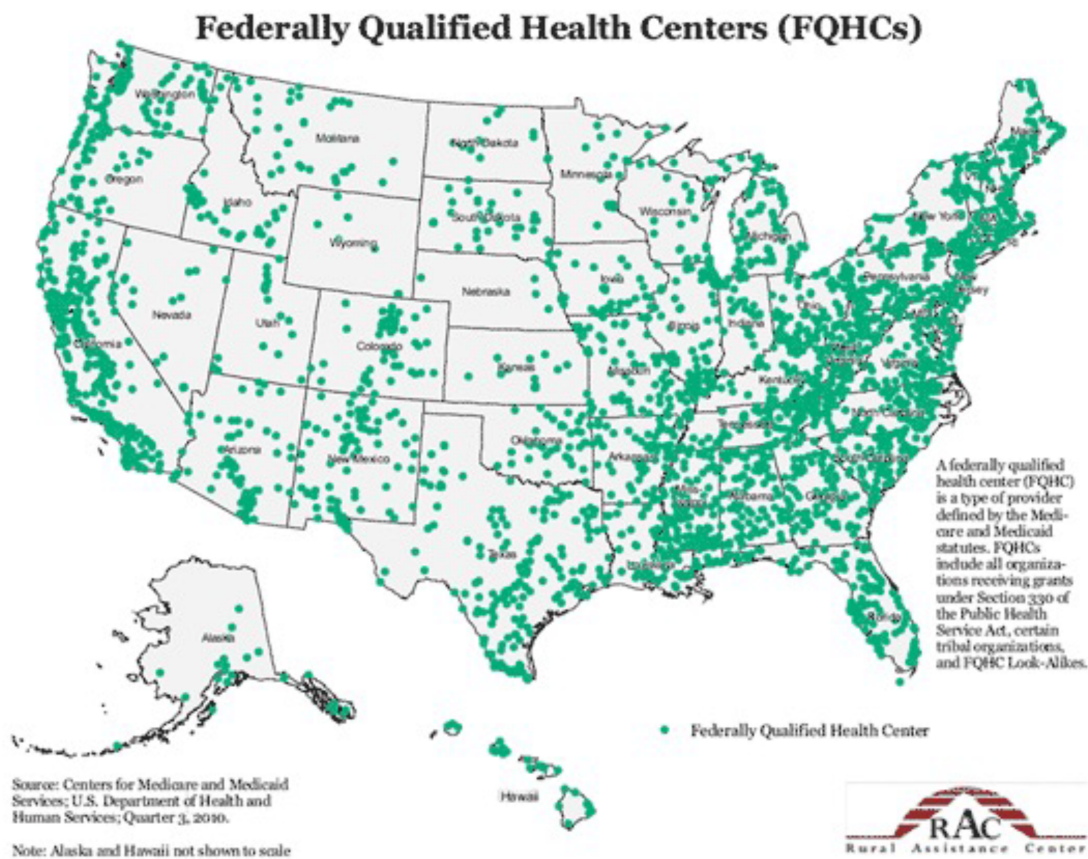 Federally Qualified Health Centers (FQHCs)
Washington
Montana
North Dakota
Minnesota
Maine
Oregon
Idaho
South Dakota
Wisconsin
Michigan
New York
Wyoming
Iowa
Pennsylvania
New
Jersey
Nebraska
Nevada
Utah
Illinois
Indiana
Ohio
California
Colorado
Kansas
Missouri
West
Virginia
Virginia
Kentucky
North Carolina
Tennessee
Arizona
New Mexico
Oklahoma
Arkansas
South Carolina
Alabama
Georgia
Texas
Louisiana
Florida
A federally qualified
health center (FQHC)
is a type of provider
defined by the Medi-
care and Medicaid
statutes. FQHCs
include all organiza-
tions receiving grants
under Section 330 of
the Public Health
Service Act, certain
tribal organizations,
and FQHC Look-Alikes.
Alaska
Hawaii
Federally Qualified Health Center
Source: Centers for Medicare and Medicaid
Services; U.S. Department of Health and
Human Services; Quarter 3, 2010.
Note: Alaska and Hawaii not shown to scale
RAC
Rural Assistance Center